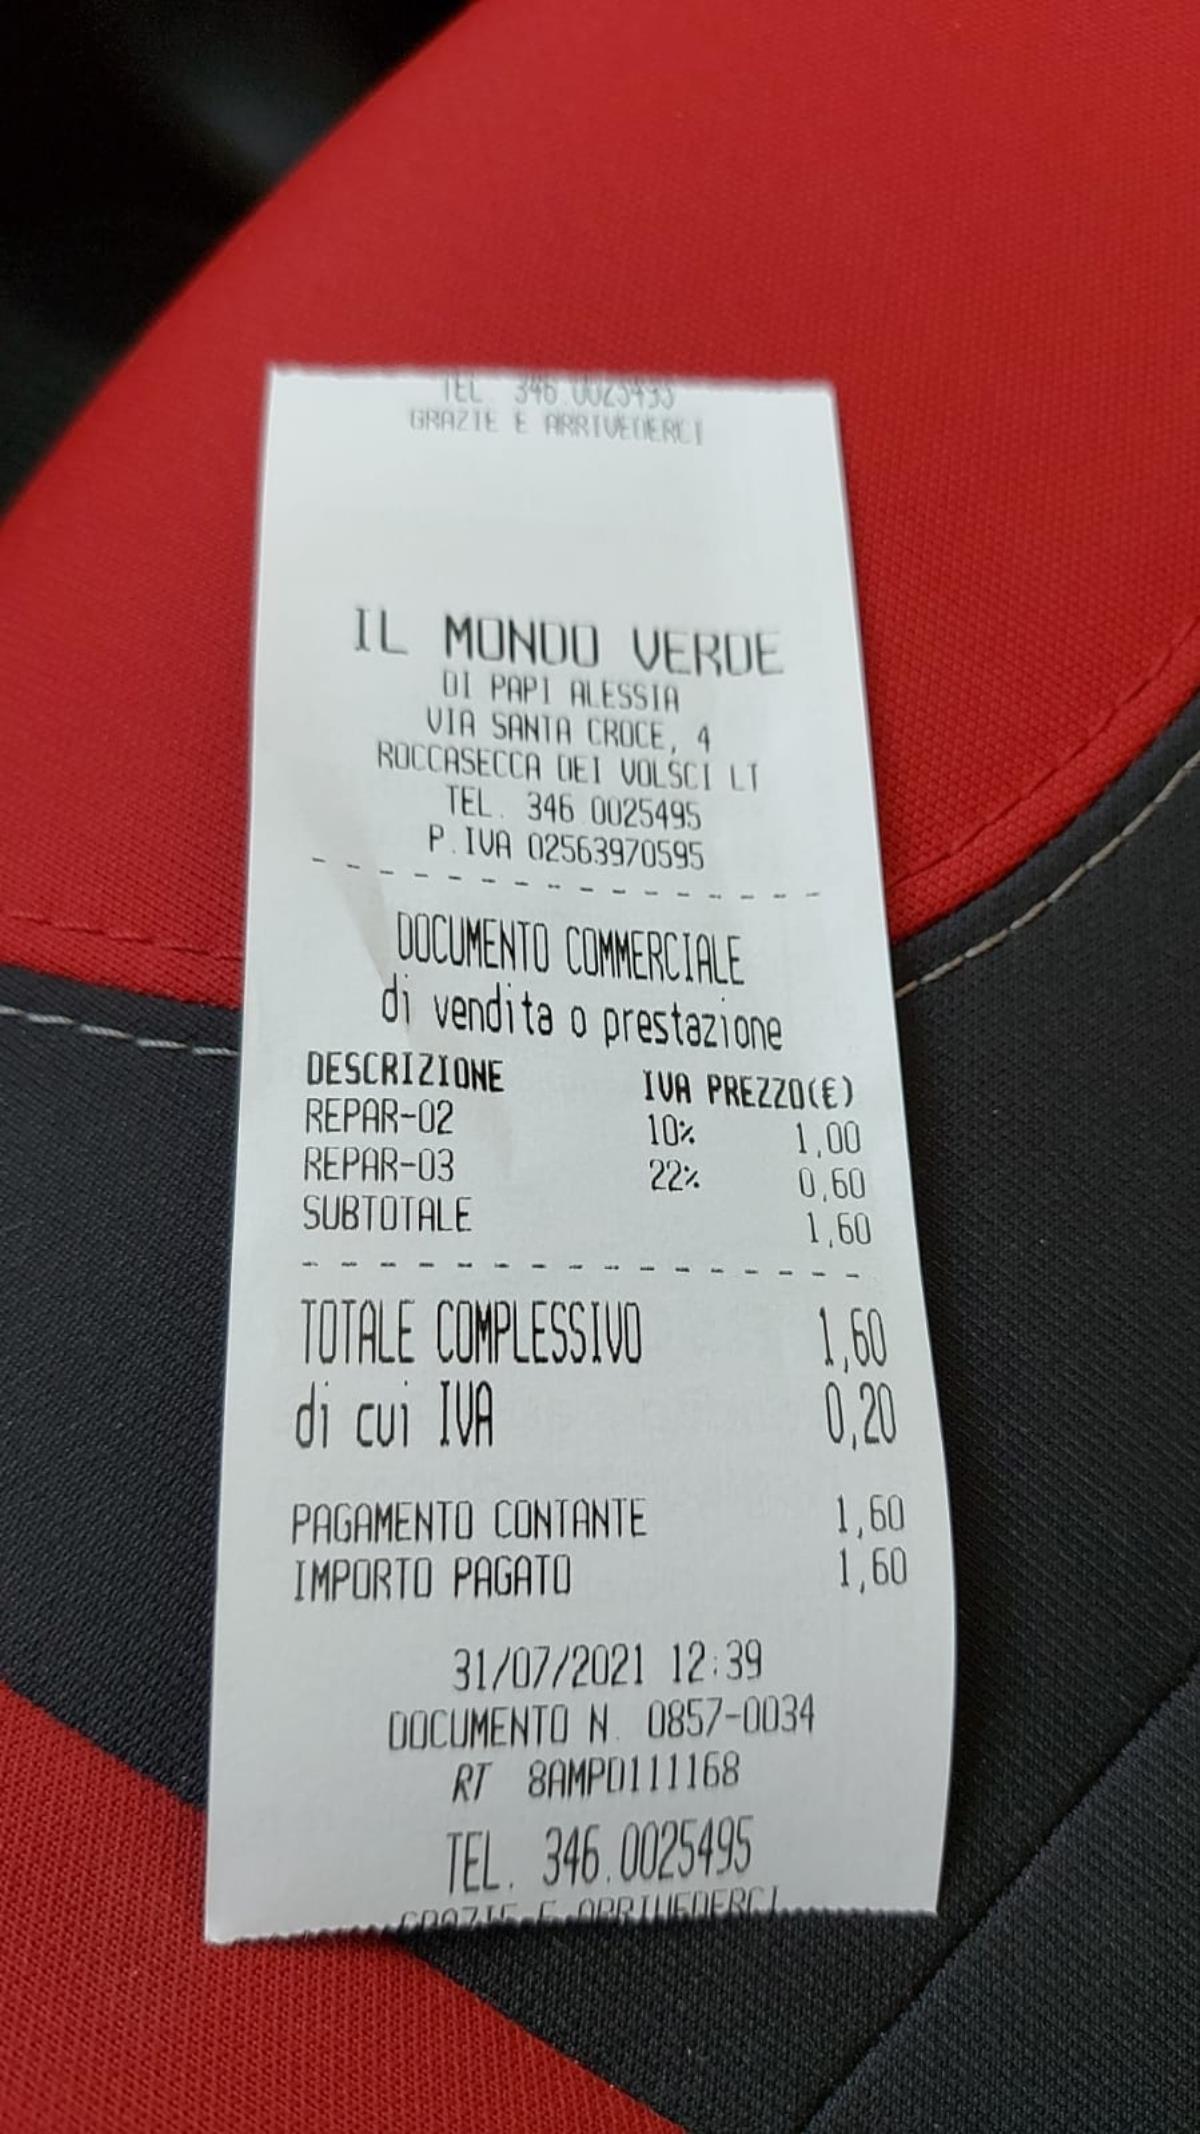 TEL. 346 0025495
GRAZIE E ARRIVEDERCI
IL MONDO VERDE
DI PAPI ALESSIA
VIA SANTA CROCE, 4
ROCCASECCA DEI VOLSCI LT
TEL. 346 0025495
P.IVA 02563970595
DOCUMENTO COMMERCIALE
di vendita o prestazione
DESCRIZIONE IVA PREZZO(€)
REPAR-02 10% 1,00
REPAR-03 22% 0,60
SUBTOTALE 1,60
TOTALE COMPLESSIVO 1,60
di cui IVA 0,20
PAGAMENTO CONTANTE 1,60
IMPORTO PAGATO 1,60
31/07/2021 12:39
DOCUMENTO N. 0857-0034
RT 8AMPD111168
TEL. 346.0025495
GRAZIE E ARRIVEDERCI